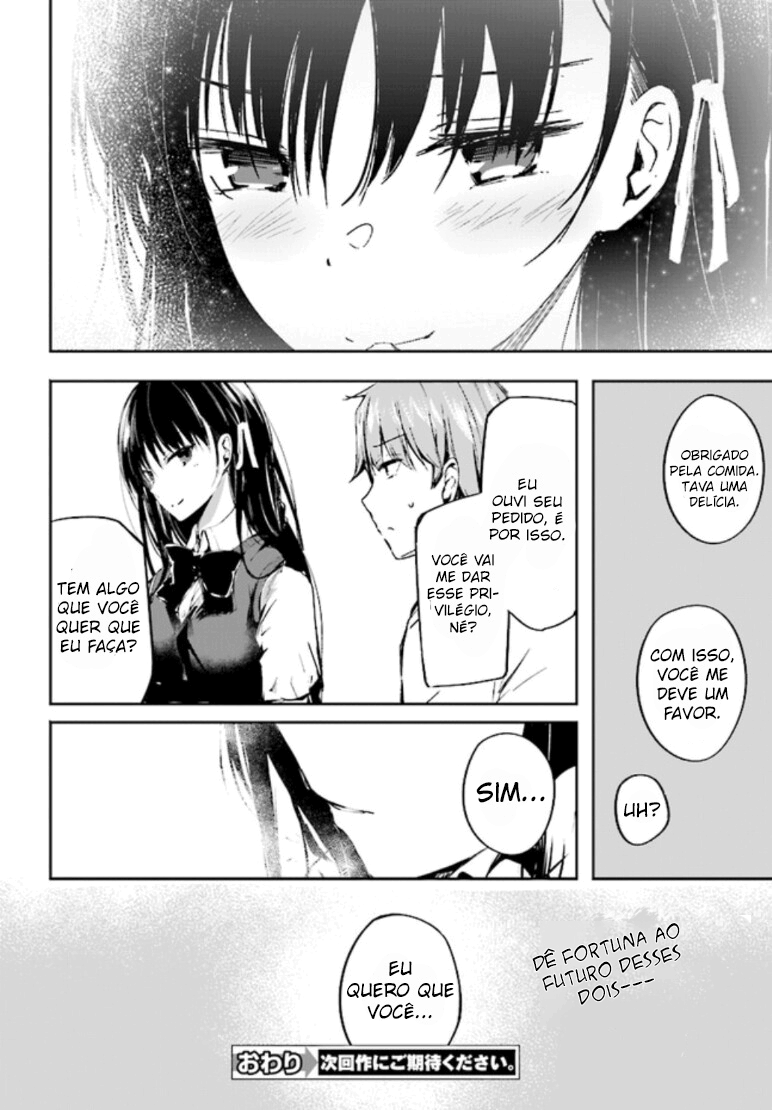 OBRIGADO
PELA COMIDA.
TAVA UMA
DELÍCIA.
COM ISSO,
VOCÊ ME
DEVE UM
FAVOR.
UH?
EU
OUVI SEU
PEDIDO, É
POR ISSO.
VOCÊ VAI
ME DAR
ESSE PRI-
VILÉGIO,
NÉ?
TEM ALGO
QUE VOCÊ
QUER QUE
EU FAÇA?
SIM...
EU
QUERO QUE
VOCÊ...
DÊ FORTUNA AO
FUTURO DESSES
DOIS---
おわり 次回作にご期待ください。